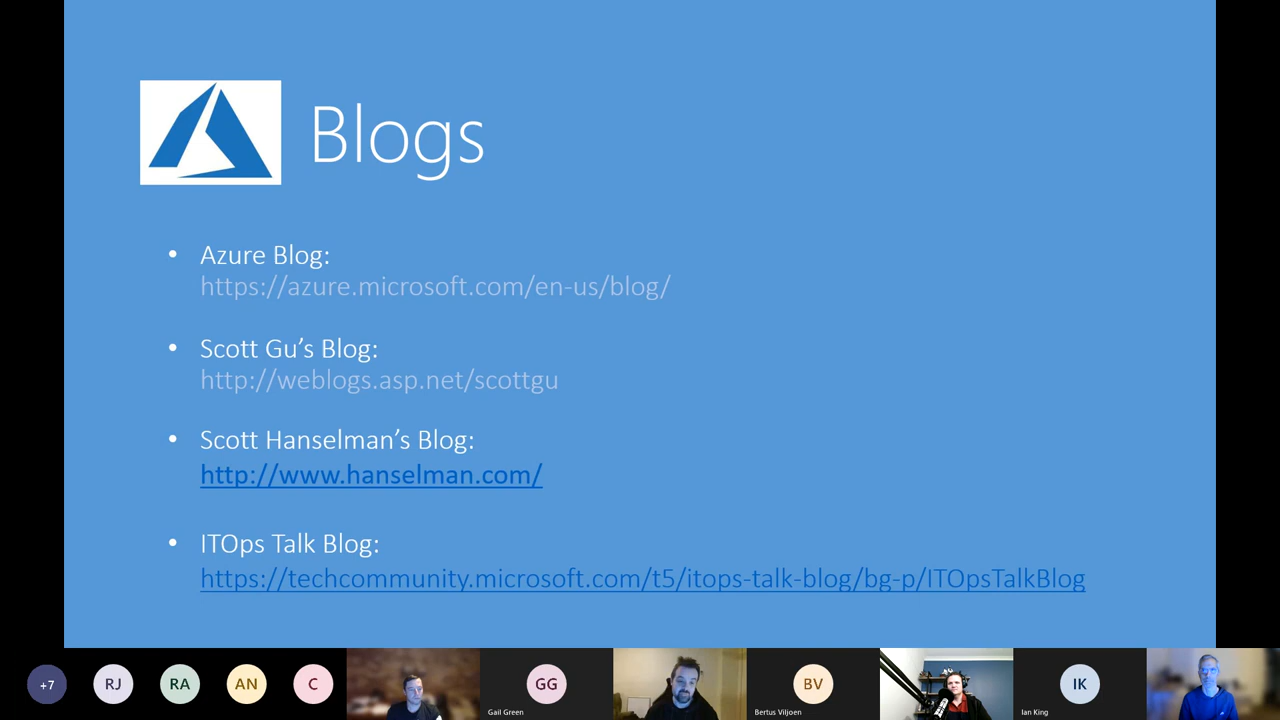 Blogs
• Azure Blog:
https://azure.microsoft.com/en-us/blog/
• Scott Gu’s Blog:
http://weblogs.asp.net/scottgu
• Scott Hanselman’s Blog:
http://www.hanselman.com/
• ITOps Talk Blog:
https://techcommunity.microsoft.com/t5/itops-talk-blog/bg-p/ITOpsTalkBlog
+7
RJ
RA
AN
C
GG
Gail Green
BV
Bertus Viljoen
IK
Ian King